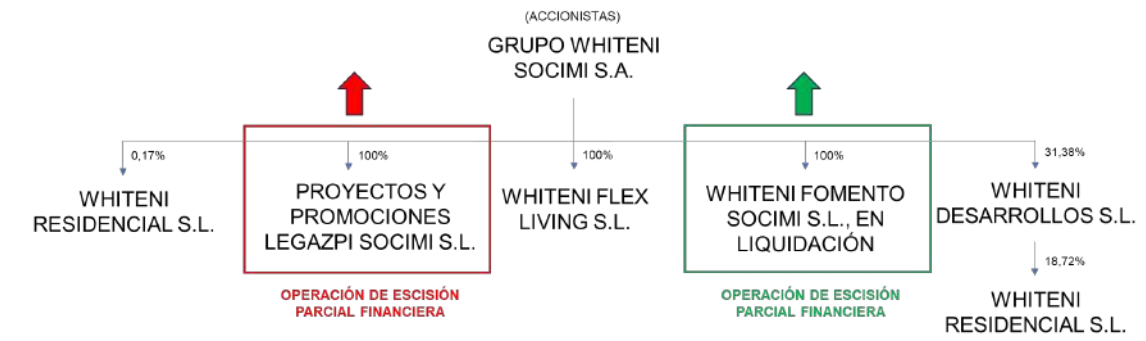 (ACCIONISTAS)
GRUPO WHITENI
SOCIMI S.A.
0,17%
100%
100%
100%
31,38%
WHITENI
RESIDENCIAL S.L.
PROYECTOS Y
PROMOCIONES
LEGAZPI SOCIMI S.L.
WHITENI FLEX
LIVING S.L.
WHITENI FOMENTO
SOCIMI S.L., EN
LIQUIDACIÓN
WHITENI
DESARROLLOS S.L.
18,72%
WHITENI
RESIDENCIAL S.L.
OPERACIÓN DE ESCISIÓN
PARCIAL FINANCIERA
OPERACIÓN DE ESCISIÓN
PARCIAL FINANCIERA